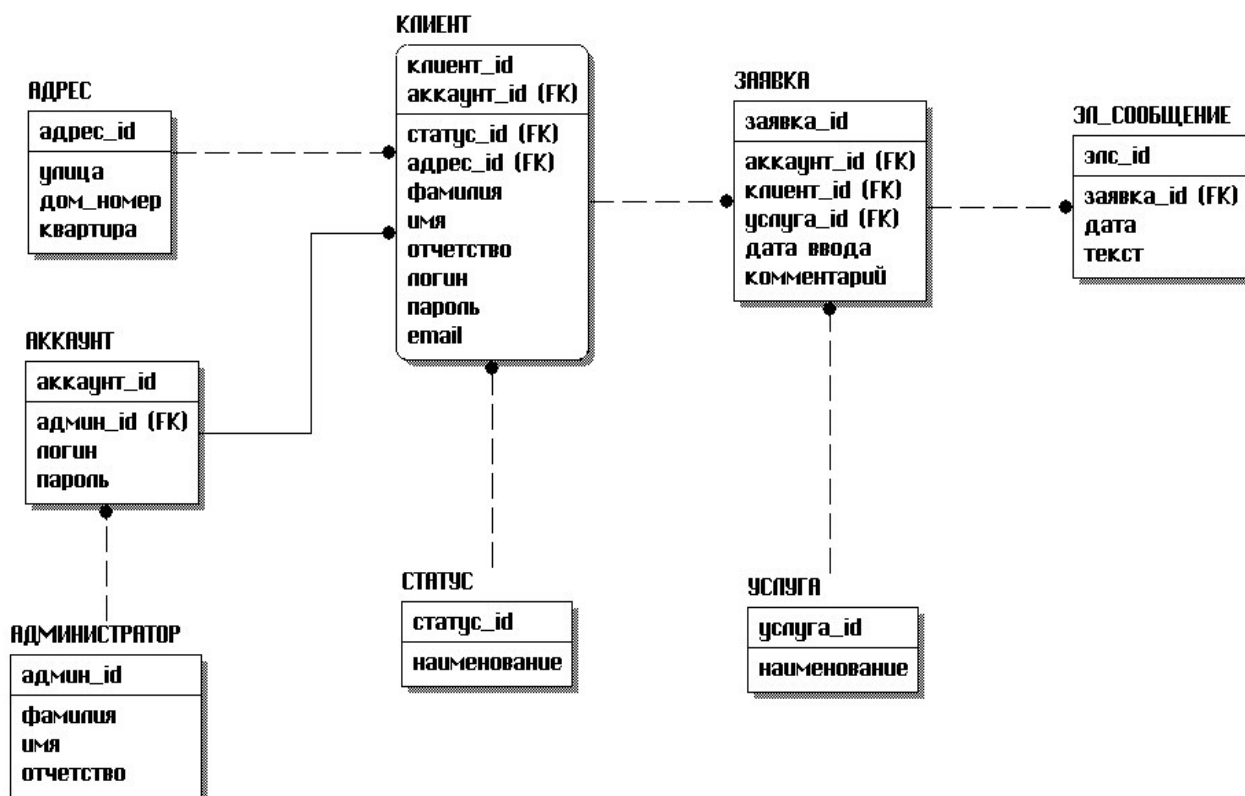 КЛИЕНТ
клиент_id
аккаунт_id (FK)
статус_id (FK)
адрес_id (FK)
фамилия
имя
отчетство
логин
пароль
email
АДРЕС
адрес_id
улица
дом_номер
квартира
ЗАЯВКА
заявка_id
аккаунт_id (FK)
клиент_id (FK)
услуга_id (FK)
дата ввода
комментарий
ЭЛ_СООБЩЕНИЕ
элс_id
заявка_id (FK)
дата
текст
АККАУНТ
аккаунт_id
админ_id (FK)
логин
пароль
СТАТУС
статус_id
наименование
УСЛУГА
услуга_id
наименование
АДМИНИСТРАТОР
админ_id
фамилия
имя
отчетство